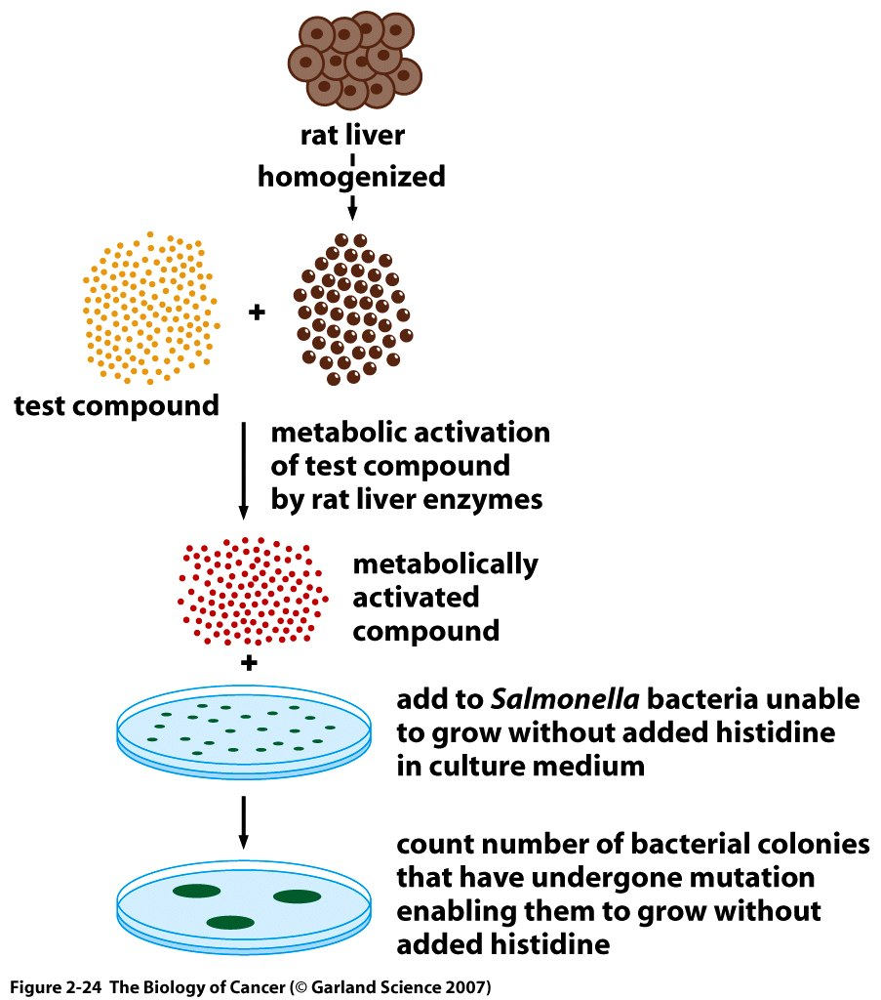 rat liver
homogenized
+
test compound
metabolic activation
of test compound
by rat liver enzymes
metabolically
activated
compound
+
add to Salmonella bacteria unable
to grow without added histidine
in culture medium
count number of bacterial colonies
that have undergone mutation
enabling them to grow without
added histidine
Figure 2-24 The Biology of Cancer (© Garland Science 2007)